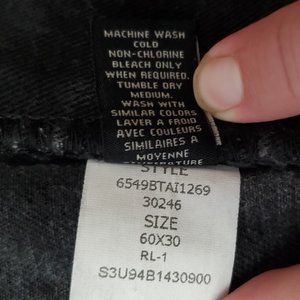 MACHINE WASH
COLD
NON-CHLORINE
BLEACH ONLY
WHEN REQUIRED.
TUMBLE DRY
MEDIUM.
WASH WITH
SIMILAR COLORS
LAVER A FROID
AVEC COULEURS
SIMILAIRES A
MOYENNE
TEMPERATURE
STYLE
6549BTAI1269
30246
SIZE
60X30
RL-1
S3U94B1430900